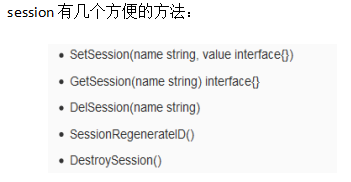 session 有几个方便的方法：
• SetSession(name string, value interface{})
• GetSession(name string) interface{}
• DelSession(name string)
• SessionRegenerateID()
• DestroySession()